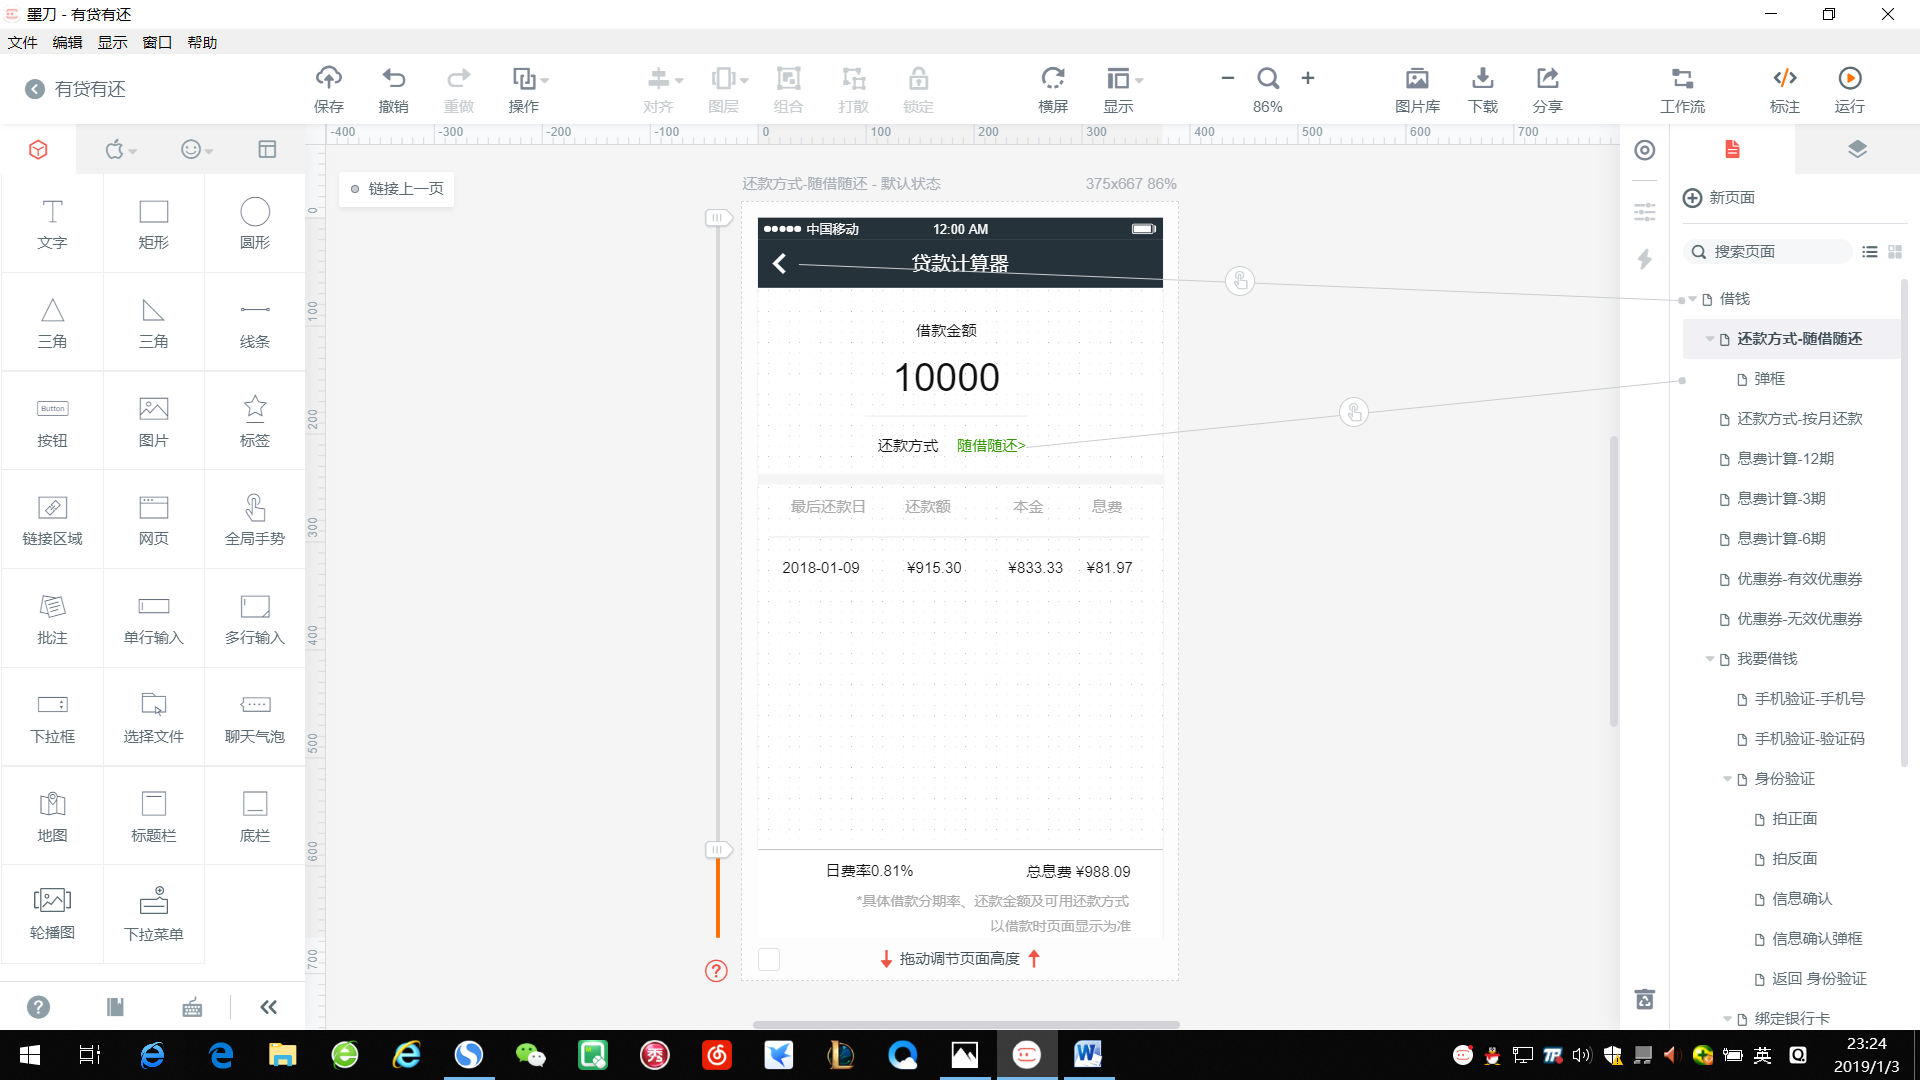 墨刀 - 有贷有还
文件 编辑 显示 窗口 帮助
有贷有还
保存 撤销 重做 操作 对齐 图层 组合 打散 锁定 横屏 显示 86% 图片库 下载 分享 工作流 标注 运行
-400 -300 -200 -100 0 100 200 300 400 500 600 700
0
100
200
300
400
500
600
700
文字 矩形 圆形
三角 三角 线条
Button
按钮 图片 标签
链接区域 网页 全局手势
批注 单行输入 多行输入
下拉框 选择文件 聊天气泡
地图 标题栏 底栏
轮播图 下拉菜单
链接上一页
还款方式-随借随还 - 默认状态 375x667 86%
中国移动 12:00 AM
贷款计算器
借款金额
10000
还款方式 随借随还>
最后还款日 还款额 本金 息费
2018-01-09 ¥915.30 ¥833.33 ¥81.97
日费率0.81% 总息费 ¥988.09
*具体借款分期率、还款金额及可用还款方式
以借款时页面显示为准
拖动调节页面高度
新页面
搜索页面
借钱
还款方式-随借随还
弹框
还款方式-按月还款
息费计算-12期
息费计算-3期
息费计算-6期
优惠券-有效优惠券
优惠券-无效优惠券
我要借钱
手机验证-手机号
手机验证-验证码
身份验证
拍正面
拍反面
信息确认
信息确认弹框
返回 身份验证
绑定银行卡
秀
英
23:24
2019/1/3